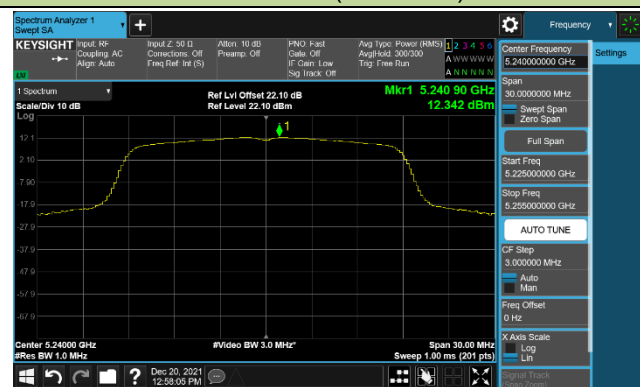 Spectrum Analyzer 1
Swept SA
Frequency
KEYSIGHT
Input: RF
Coupling: AC
Align: Auto
Input Z: 50 Ω
Corrections: Off
Freq Ref: Int (S)
Atten: 10 dB
Preamp: Off
PNO: Fast
Gate: Off
IF Gain: Low
Sig Track: Off
Avg Type: Power (RMS)
Avg|Hold: 300/300
Trig: Free Run
1 2 3 4 5 6
A W W W W W
A N N N N N
LXI
1 Spectrum
Scale/Div 10 dB
Ref Lvl Offset 22.10 dB
Ref Level 22.10 dBm
Mkr1 5.240 90 GHz
12.342 dBm
Log
1
12.1
2.10
-7.90
-17.9
-27.9
-37.9
-47.9
-57.9
-67.9
Center 5.24000 GHz
#Res BW 1.0 MHz
#Video BW 3.0 MHz*
Span 30.00 MHz
Sweep 1.00 ms (201 pts)
Dec 20, 2021
12:58:05 PM
Center Frequency
5.240000000 GHz
Settings
Span
30.0000000 MHz
Swept Span
Zero Span
Full Span
Start Freq
5.225000000 GHz
Stop Freq
5.255000000 GHz
AUTO TUNE
CF Step
3.000000 MHz
Auto
Man
Freq Offset
0 Hz
X Axis Scale
Log
Lin
Signal Track
(Span Zoom)